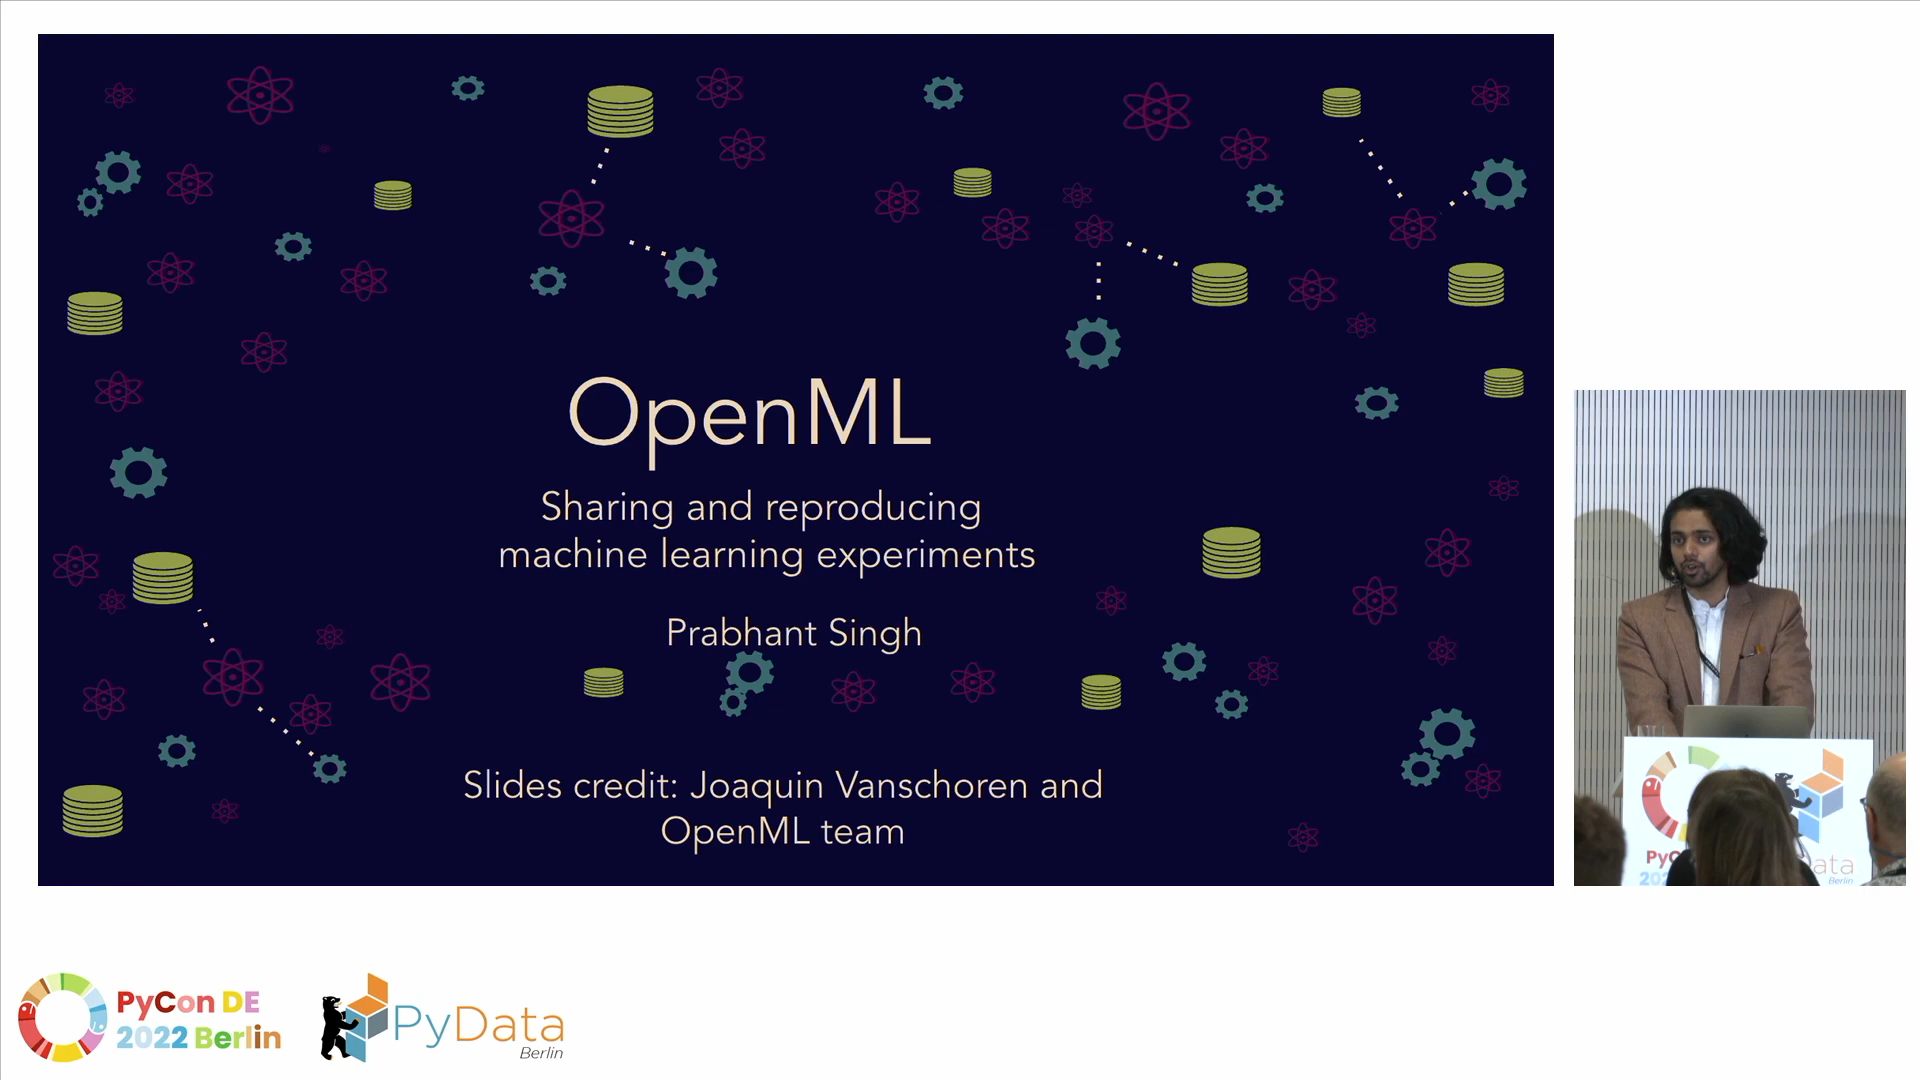 OpenML
Sharing and reproducing
machine learning experiments
Prabhant Singh
Slides credit: Joaquin Vanschoren and
OpenML team
PyCon DE
2022 Berlin
PyData
Berlin
Berlin